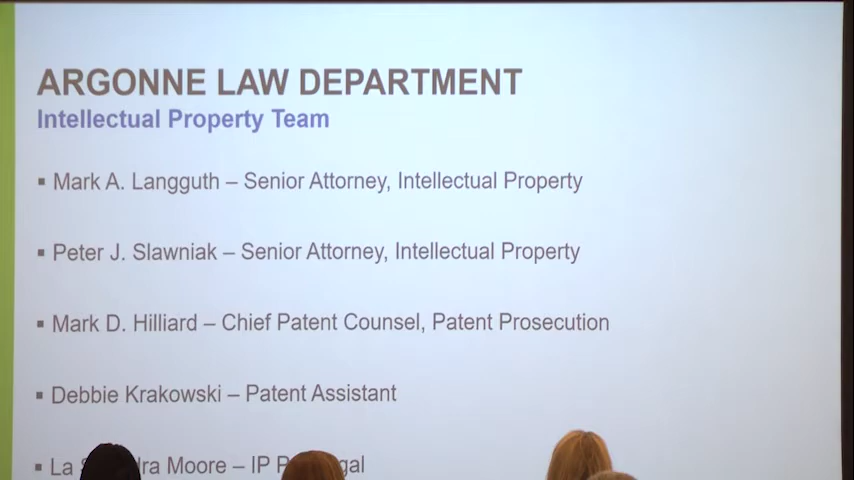 ARGONNE LAW DEPARTMENT
Intellectual Property Team
▪ Mark A. Langguth – Senior Attorney, Intellectual Property
▪ Peter J. Slawniak – Senior Attorney, Intellectual Property
▪ Mark D. Hilliard – Chief Patent Counsel, Patent Prosecution
▪ Debbie Krakowski – Patent Assistant
▪ La Moore – IP